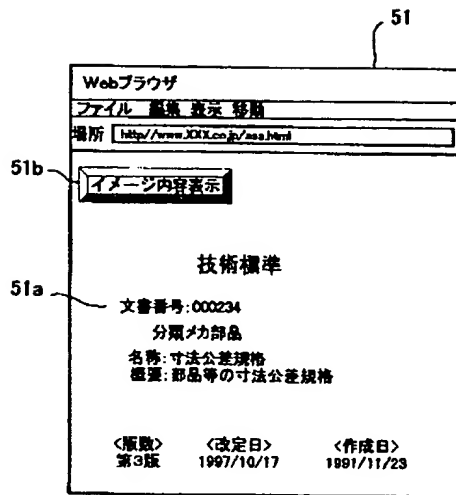 51
Webブラウザ
ファイル 編集 表示 移動
場所 http//www.XXX.co.jp/asa.html
51b
イメージ内容表示
技術標準
51a
文書番号:000234
分類メカ部品
名称:寸法公差規格
概要:部品等の寸法公差規格
<版数> <改定日> <作成日>
第3版 1997/10/17 1991/11/23